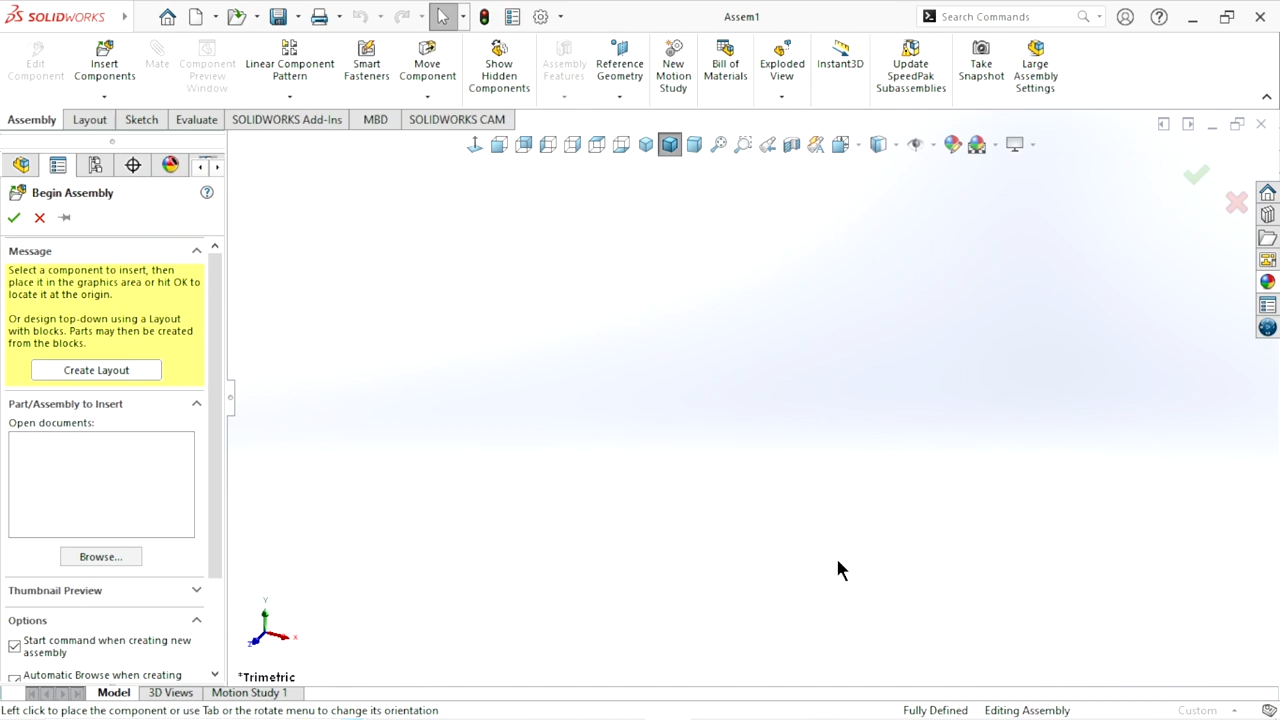 SOLIDWORKS
Assem1
Search Commands
Edit Component
Insert Components
Mate
Component Preview Window
Linear Component Pattern
Smart Fasteners
Move Component
Show Hidden Components
Assembly Features
Reference Geometry
New Motion Study
Bill of Materials
Exploded View
Instant3D
Update SpeedPak Subassemblies
Take Snapshot
Large Assembly Settings
Assembly Layout Sketch Evaluate SOLIDWORKS Add-Ins MBD SOLIDWORKS CAM
Begin Assembly
Message
Select a component to insert, then
place it in the graphics area or hit OK to
locate it at the origin.
Or design top-down using a Layout
with blocks. Parts may then be created
from the blocks.
Create Layout
Part/Assembly to Insert
Open documents:
Browse...
Thumbnail Preview
Options
Start command when creating new
assembly
Automatic Browse when creating
Y
X
Z
*Trimetric
Model 3D Views Motion Study 1
Left click to place the component or use Tab or the rotate menu to change its orientation
Fully Defined Editing Assembly Custom